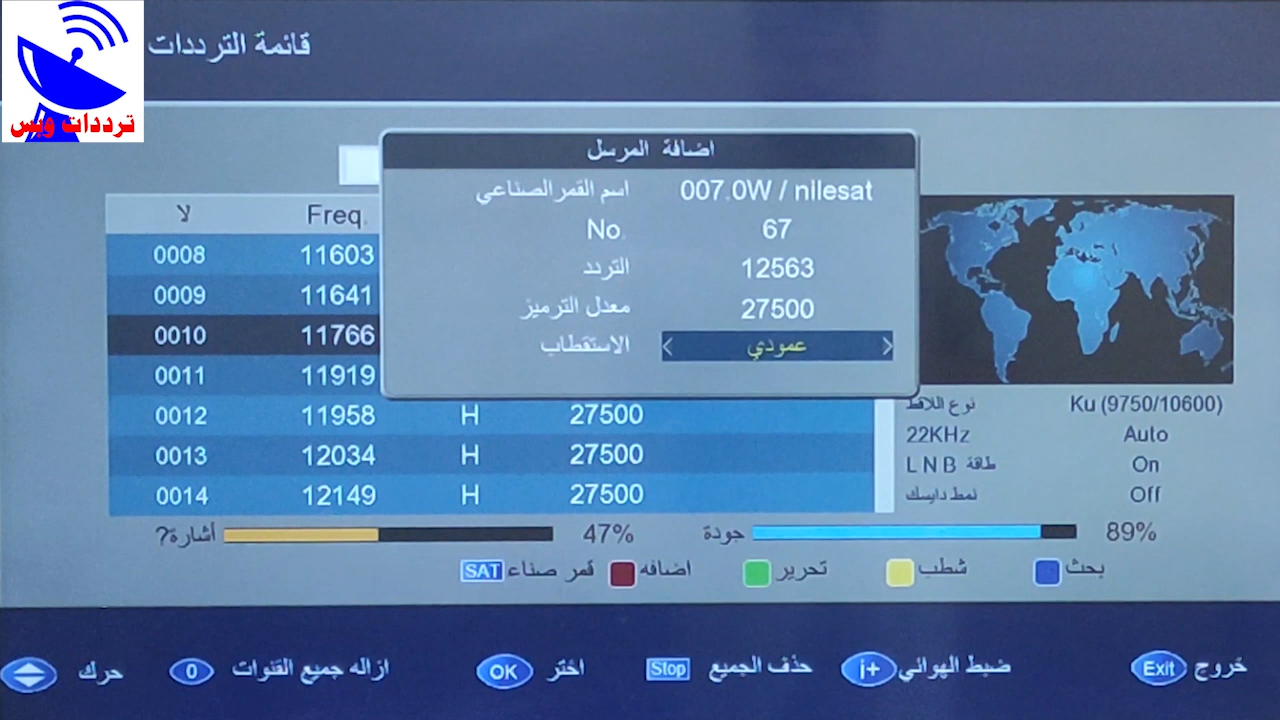 قائمة الترددات
ترددات ويس
اضافة المرسل
اسم القمر الصناعي 007.0W / nilesat
No. 67
التردد 12563
معدل الترميز 27500
الاستقطاب عمودي
لا Freq.
0008 11603
0009 11641
0010 11766
0011 11919
0012 11958 H 27500
0013 12034 H 27500
0014 12149 H 27500
نوع اللاقط Ku (9750/10600)
22KHz Auto
طاقة LNB On
نمط دايسك Off
أشارة? 47% جودة 89%
SAT قمر صناء اضافه تحرير شطب بحث
حرك 0 ازاله جميع القنوات OK اختر Stop حذف الجميع i+ ضبط الهوائي Exit خروج